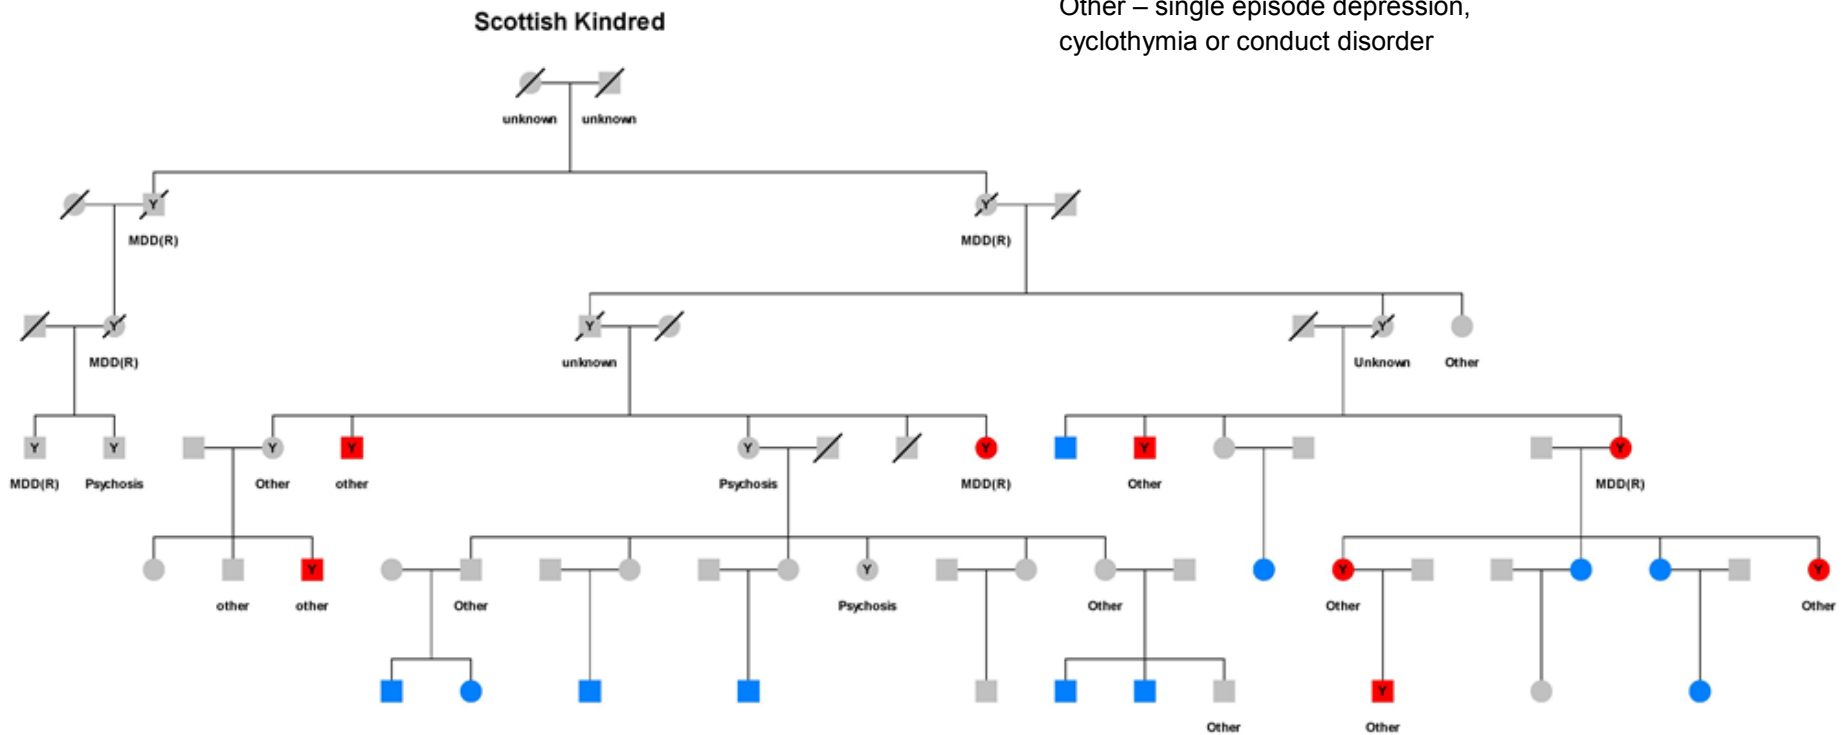 Other – single episode depression,
cyclothymia or conduct disorder
Scottish Kindred
unknown unknown
Y Y
MDD(R) MDD(R)
Y Y Y
MDD(R) unknown Unknown Other
Y Y Y Y Y Y Y Y
MDD(R) Psychosis Other other Psychosis MDD(R) Other MDD(R)
Y Y Y Y
other other Other Psychosis Other Other Other
Y
Other Other